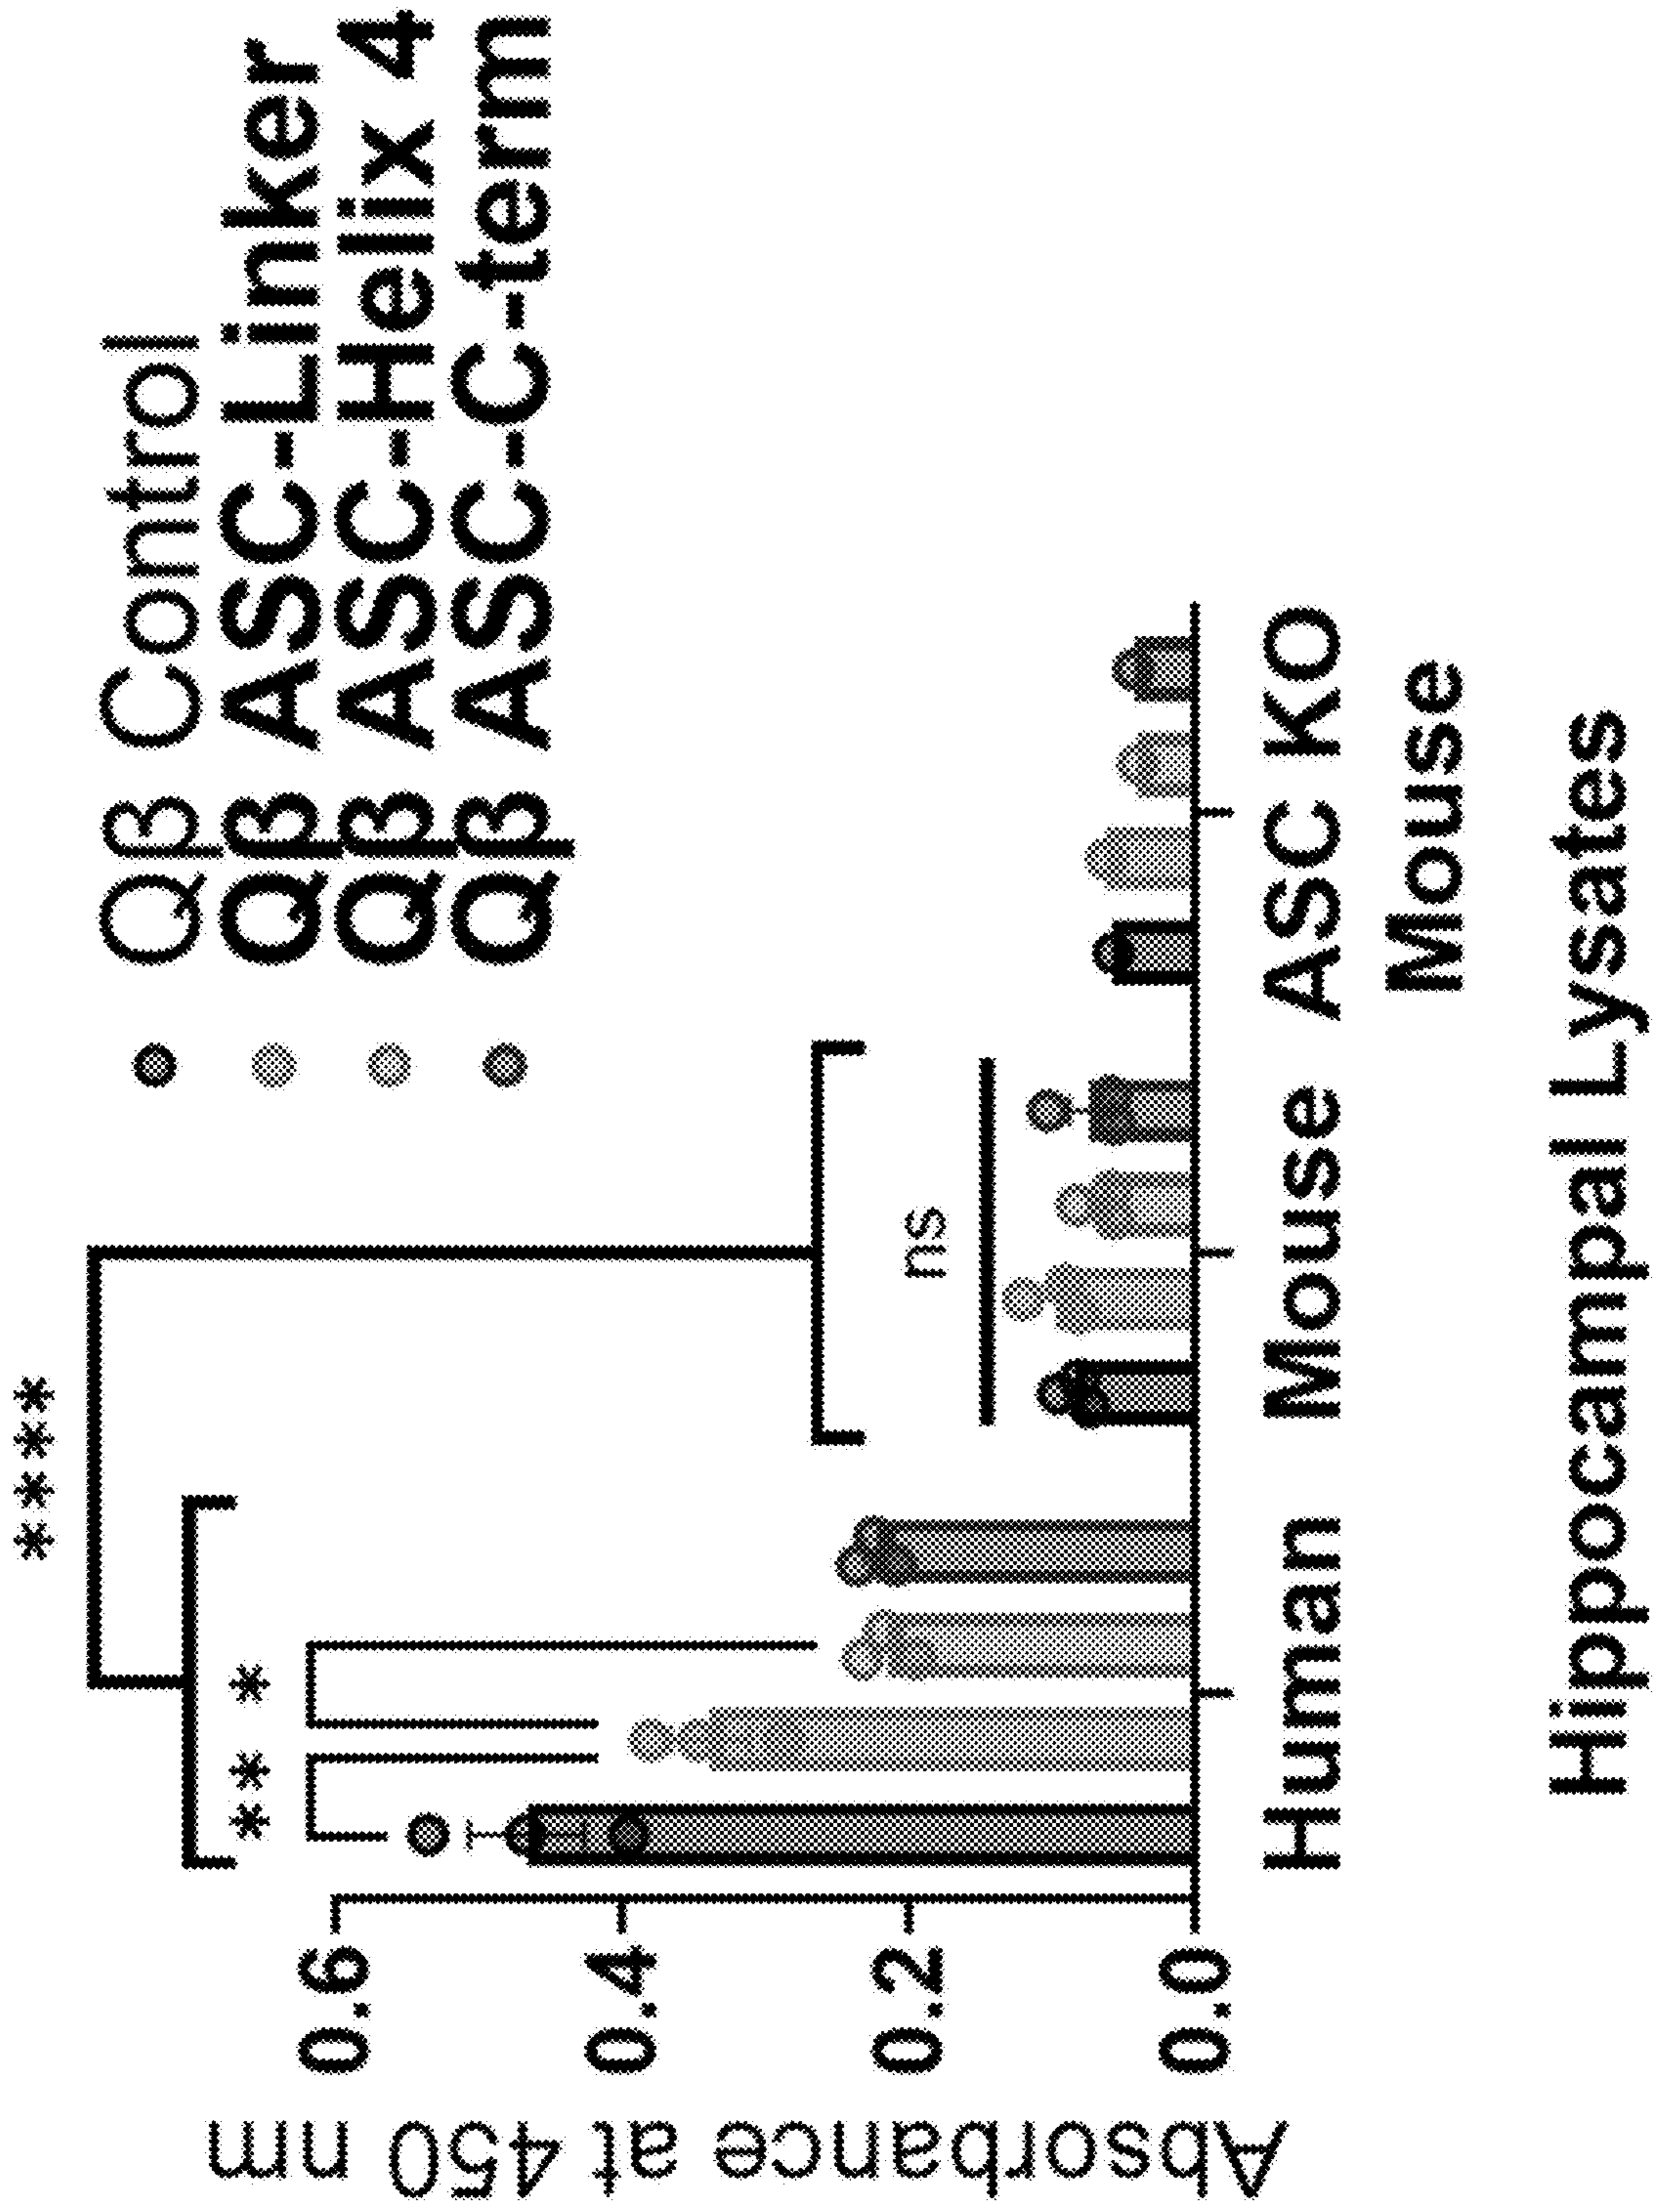 ****
** *
ns
Qβ Control
Qβ ASC-Linker
Qβ ASC-Helix 4
Qβ ASC-C-term
Absorbance at 450 nm
0.6
0.4
0.2
0.0
Human
Mouse
ASC KO
Mouse
Hippocampal Lysates